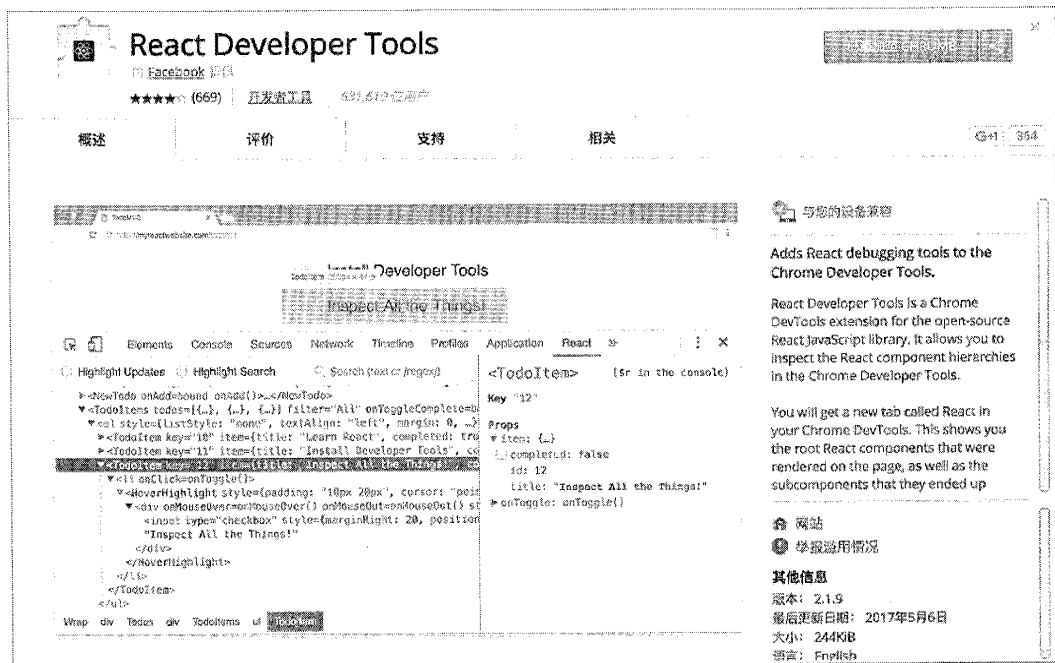 React Developer Tools
Facebook
(669) 开发者工具
概述 评价 支持 相关
G+1 354
Developer Tools
Inspect All the Things!
Elements Console Sources Network Timeline Profiles Application React
Highlight Updates Highlight Search Search (text or /regex/)
▶<NewTodo onAdd=bound onAdd()>…</NewTodo>
▼<TodoItems todos=[{…}, {…}, {…}] filter="All" onToggleComplete=b
▼<ul style={ListStyle: "none", textAlign: "left", margin: 0, …}
▶<TodoItem key="10" item={title: "Learn React", completed: tru
▶<TodoItem key="11" item={title: "Install Developer Tools", co
▼<TodoItem key="12" item={title: "Inspect All the Things!", co
▼<li onClick=onToggle()>
▼<HoverHighlight style={padding: "10px 20px", cursor: "poin
▼<div onMouseOver=onMouseOver() onMouseOut=onMouseOut() st
<input type="checkbox" style={marginRight: 20, position
"Inspect All the Things!"
</div>
</HoverHighlight>
</li>
</TodoItem>
</ul>
Wrap div Todos div TodoItems ul TodoItem
<TodoItem> ($r in the console)
Key "12"
Props
▼item: {…}
completed: false
id: 12
title: "Inspect All the Things!"
▶onToggle: onToggle()
与您的设备兼容
Adds React debugging tools to the
Chrome Developer Tools.
React Developer Tools is a Chrome
DevTools extension for the open-source
React JavaScript library. It allows you to
inspect the React component hierarchies
in the Chrome Developer Tools.
You will get a new tab called React in
your Chrome DevTools. This shows you
the root React components that were
rendered on the page, as well as the
subcomponents that they ended up
网站
举报滥用情况
其他信息
版本： 2.1.9
最后更新日期： 2017年5月6日
大小： 244KiB
语言： English